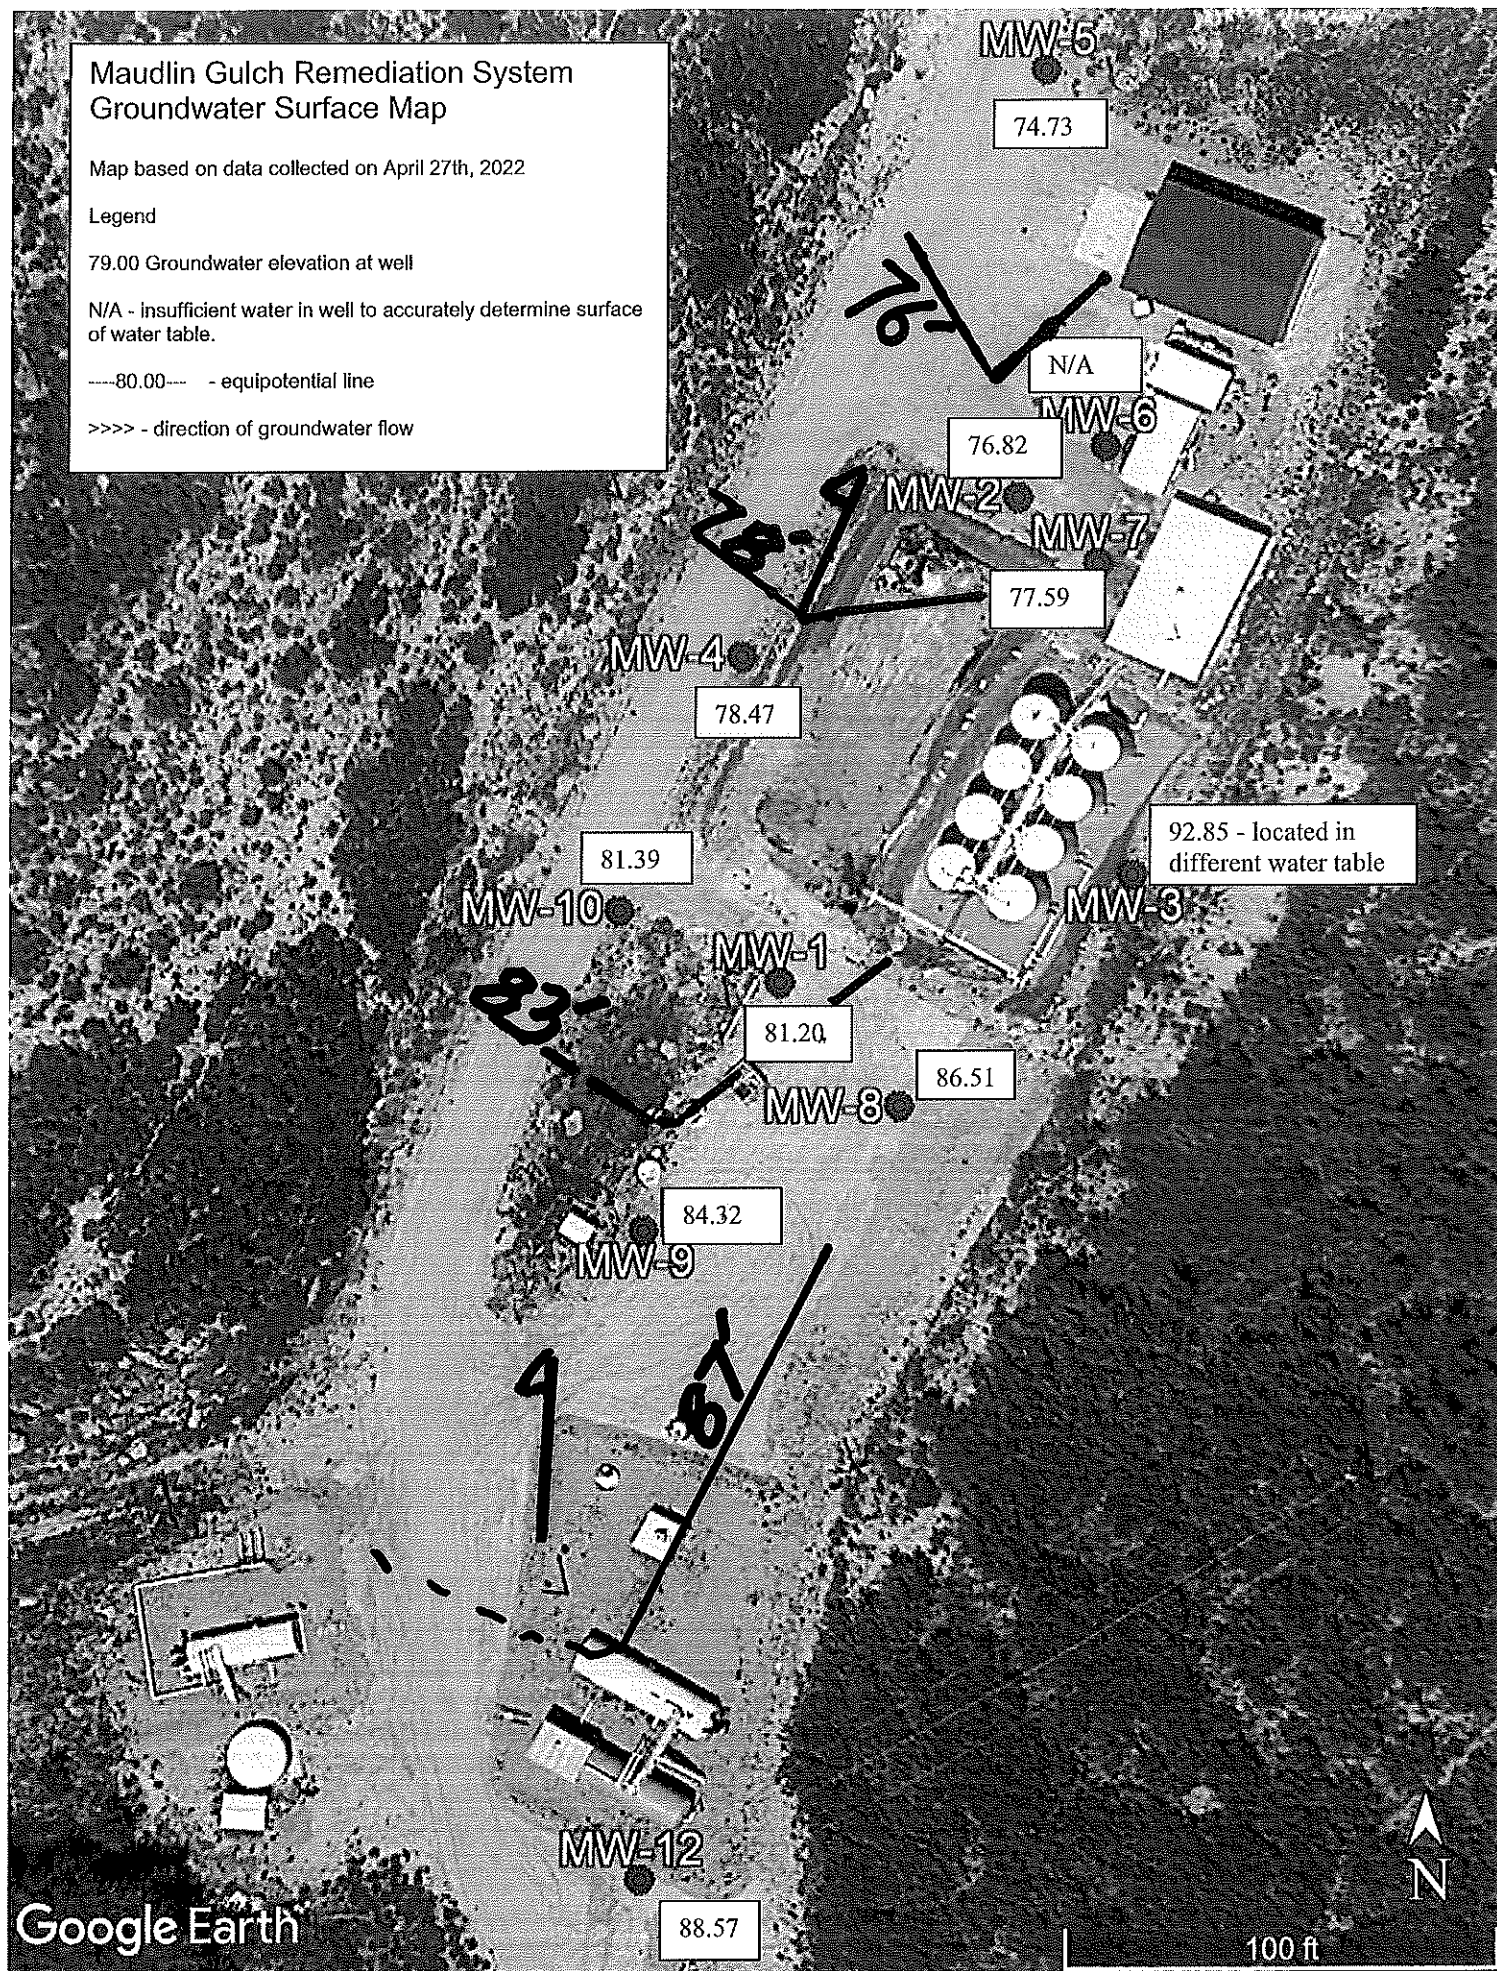 Maudlin Gulch Remediation System
Groundwater Surface Map
Map based on data collected on April 27th, 2022
Legend
79.00 Groundwater elevation at well
N/A - insufficient water in well to accurately determine surface
of water table.
----80.00--- - equipotential line
>>>> - direction of groundwater flow
MW-5
74.73
76'
N/A
MW-6
76.82
MW-2
78'
MW-7
77.59
MW-4
78.47
92.85 - located in
different water table
81.39
MW-10
MW-3
MW-1
83'
81.20
86.51
MW-8
84.32
MW-9
87'
MW-12
88.57
N
Google Earth
100 ft